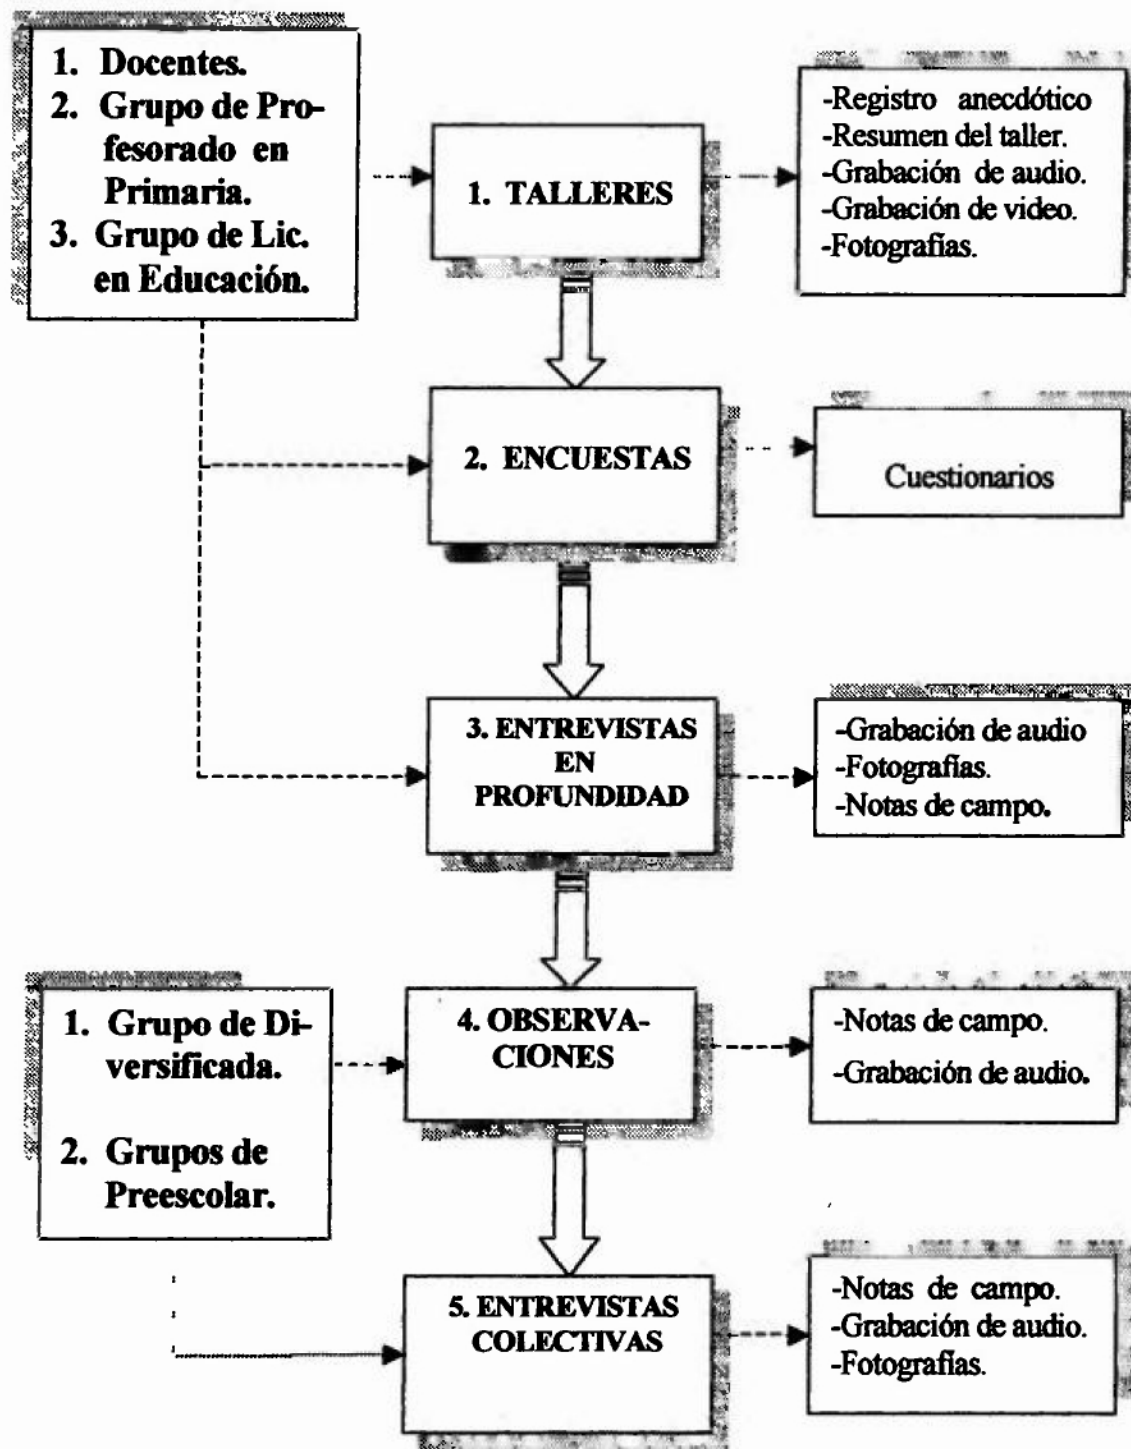 1. Docentes.
2. Grupo de Pro-
fesorado en
Primaria.
3. Grupo de Lic.
en Educación.
1. TALLERES
-Registro anecdótico
-Resumen del taller.
-Grabación de audio.
-Grabación de video.
-Fotografías.
2. ENCUESTAS
Cuestionarios
3. ENTREVISTAS
EN
PROFUNDIDAD
-Grabación de audio
-Fotografías.
-Notas de campo.
1. Grupo de Di-
versificada.
2. Grupos de
Preescolar.
4. OBSERVA-
CIONES
-Notas de campo.
-Grabación de audio.
5. ENTREVISTAS
COLECTIVAS
-Notas de campo.
-Grabación de audio.
-Fotografías.